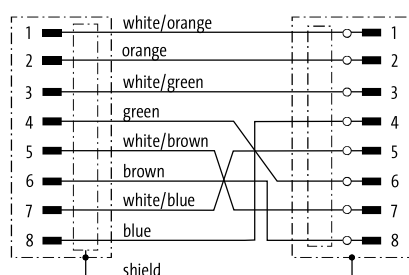 1 white/orange 1
2 orange 2
3 white/green 3
4 green 4
5 white/brown 5
6 brown 6
7 white/blue 7
8 blue 8
shield